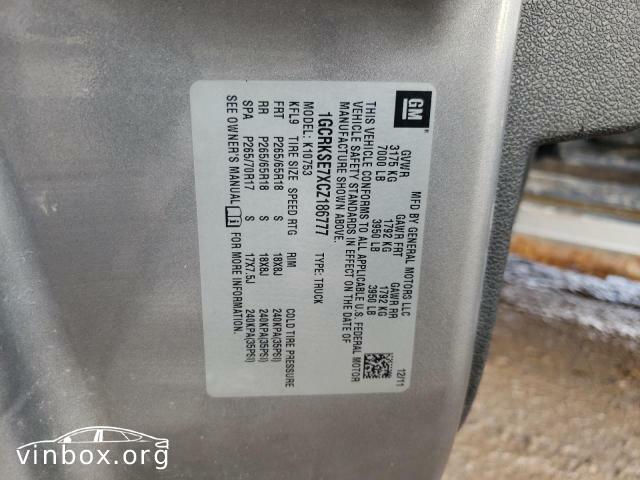 GM
MFD BY GENERAL MOTORS LLC
12/11
GVWR GAWR FRT GAWR RR
3175 KG 1792 KG 1792 KG
7000 LB 3950 LB 3950 LB
THIS VEHICLE CONFORMS TO ALL APPLICABLE U.S. FEDERAL MOTOR
VEHICLE SAFETY STANDARDS IN EFFECT ON THE DATE OF
MANUFACTURE SHOWN ABOVE.
1GCRKSE7XCZ186777 TYPE: TRUCK
MODEL: K10753
KFL9 TIRE SIZE SPEED RTG RIM COLD TIRE PRESSURE
FRT P265/65R18 S 18X8J 240KPA(35PSI)
RR P265/65R18 S 18X8J 240KPA(35PSI)
SPA P265/70R17 S 17X7.5J 240KPA(35PSI)
SEE OWNER'S MANUAL FOR MORE INFORMATION.
vinbox.org